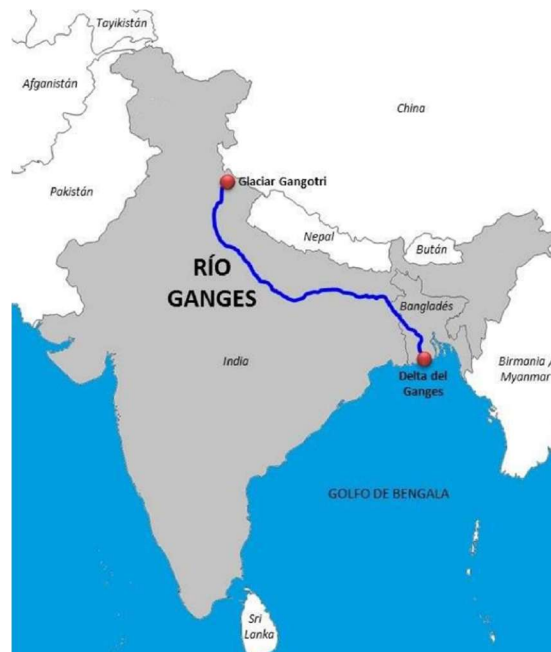 Tayikistán
Afganistán
China
Glaciar Gangotri
Pakistán
Nepal
Bután
RÍO
GANGES
Bangladés
India
Birmania /
Myanmar
Delta del
Ganges
GOLFO DE BENGALA
Sri
Lanka